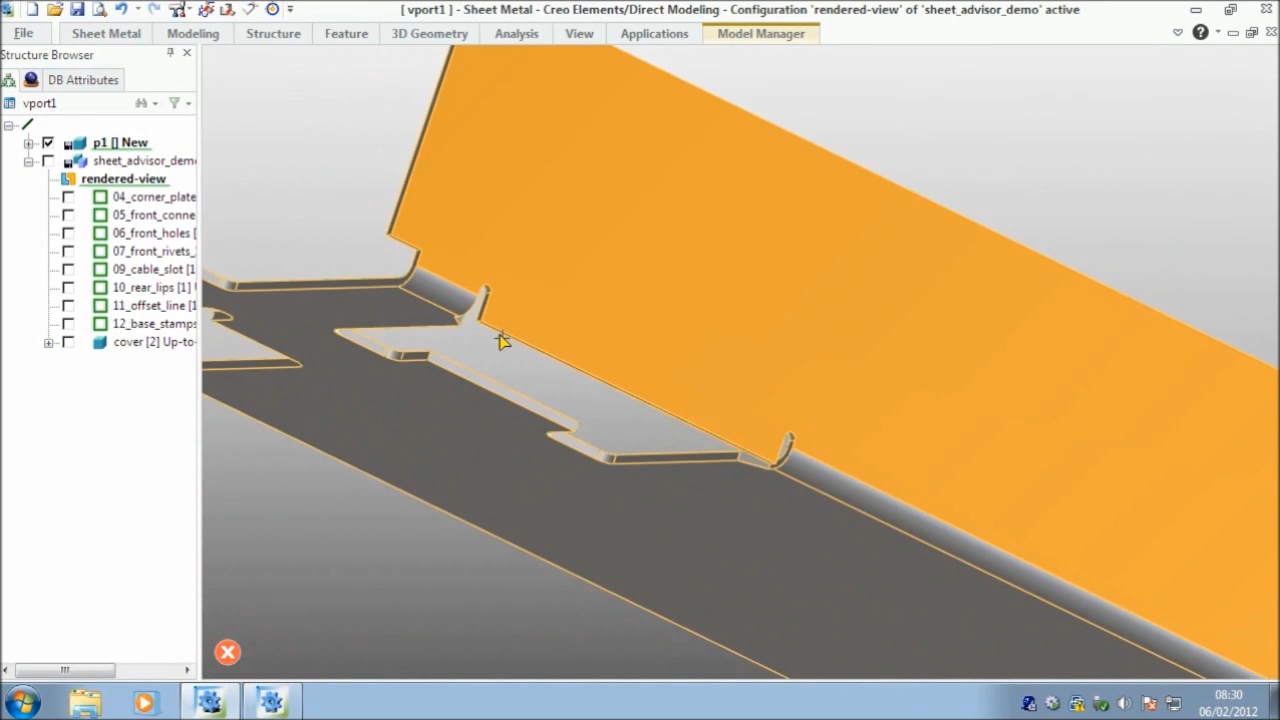 [ vport1 ] - Sheet Metal - Creo Elements/Direct Modeling - Configuration 'rendered-view' of 'sheet_advisor_demo' active
File Sheet Metal Modeling Structure Feature 3D Geometry Analysis View Applications Model Manager
Structure Browser
DB Attributes
vport1
p1 [] New
sheet_advisor_demo
rendered-view
04_corner_plate
05_front_conne
06_front_holes [
07_front_rivets_
09_cable_slot [1
10_rear_lips [1] U
11_offset_line [1
12_base_stamps
cover [2] Up-to-
08:30
06/02/2012